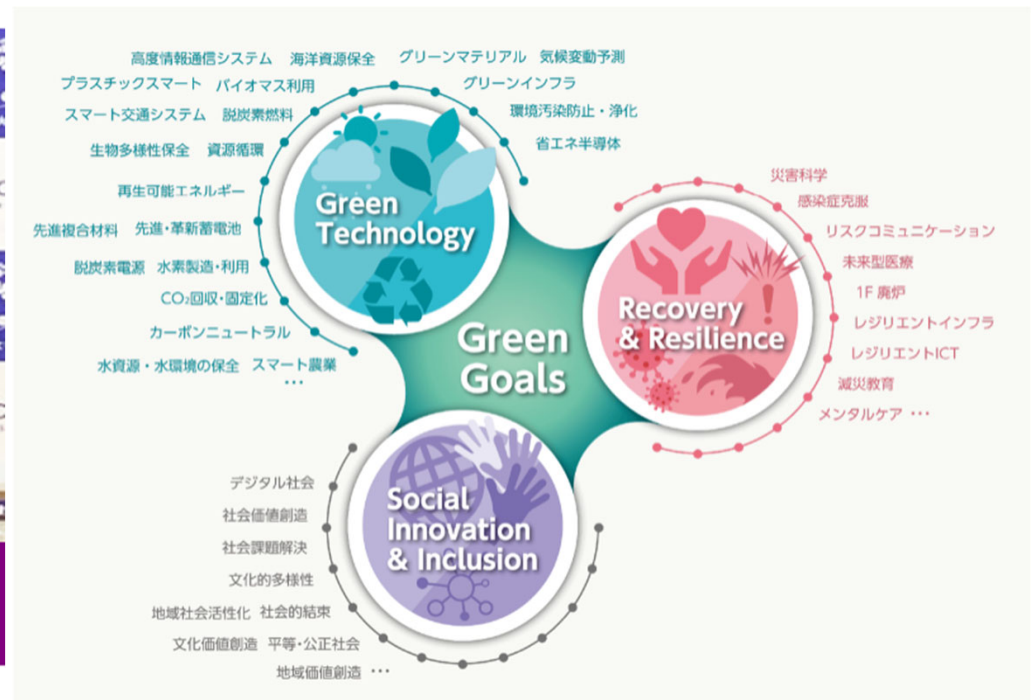 高度情報通信システム 海洋資源保全 グリーンマテリアル 気候変動予測
プラスチックスマート バイオマス利用 グリーンインフラ
スマート交通システム 脱炭素燃料 環境汚染防止・浄化
生物多様性保全 資源循環 省エネ半導体
再生可能エネルギー
先進複合材料 先進・革新蓄電池
脱炭素電源 水素製造・利用
CO₂回収・固定化
カーボンニュートラル
水資源・水環境の保全 スマート農業
…
Green
Technology
災害科学
感染症克服
リスクコミュニケーション
未来型医療
1F 廃炉
レジリエントインフラ
レジリエントICT
減災教育
メンタルケア …
Recovery
& Resilience
Green
Goals
デジタル社会
社会価値創造
社会課題解決
文化的多様性
地域社会活性化 社会的結束
文化価値創造 平等・公正社会
地域価値創造 …
Social
Innovation
& Inclusion